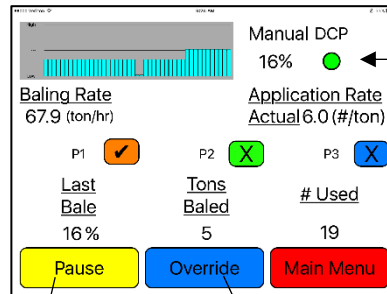 Manual DCP
16%
Baling Rate
67.9 (ton/hr)
Application Rate
Actual 6.0 (#/ton)
P1 ✔ P2 X P3 X
Last Bale
16%
Tons Baled
5
# Used
19
Pause Override Main Menu